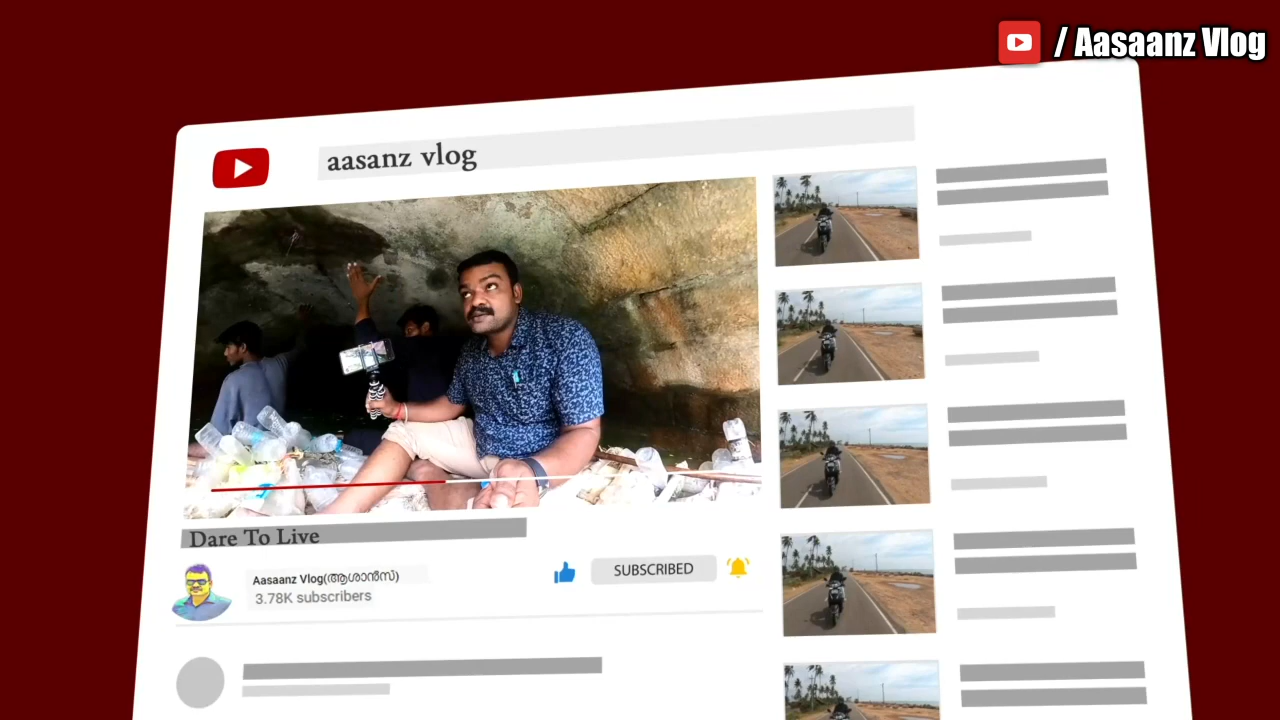 / Aasaanz Vlog
aasanz vlog
Dare To Live
Aasaanz Vlog(ആശാൻസ്)
3.78K subscribers
SUBSCRIBED